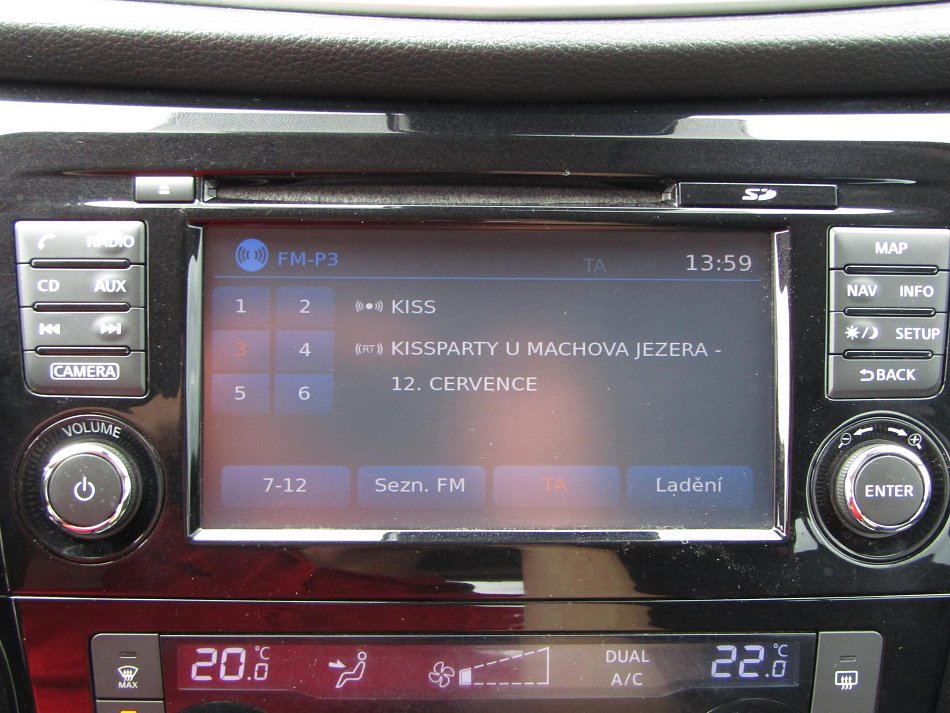 SD
RADIO
MAP
FM-P3
TA
13:59
CD
AUX
NAV
INFO
1
2
KISS
SETUP
3
4
RT
KISSPARTY U MACHOVA JEZERA -
12. CERVENCE
5
6
CAMERA
BACK
VOLUME
7-12
Sezn. FM
TA
Ladění
ENTER
MAX
20.0 °C
DUAL
A/C
22.0 °C